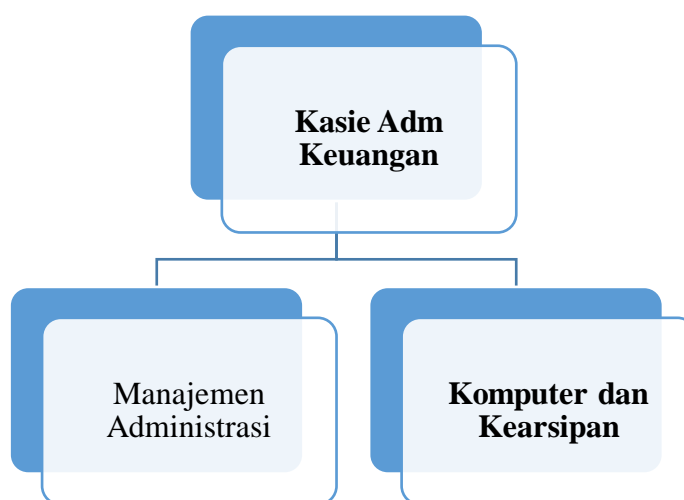 Kasie Adm
Keuangan
Manajemen
Administrasi
Komputer dan
Kearsipan